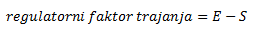 regulatorni faktor trajanja = E − S